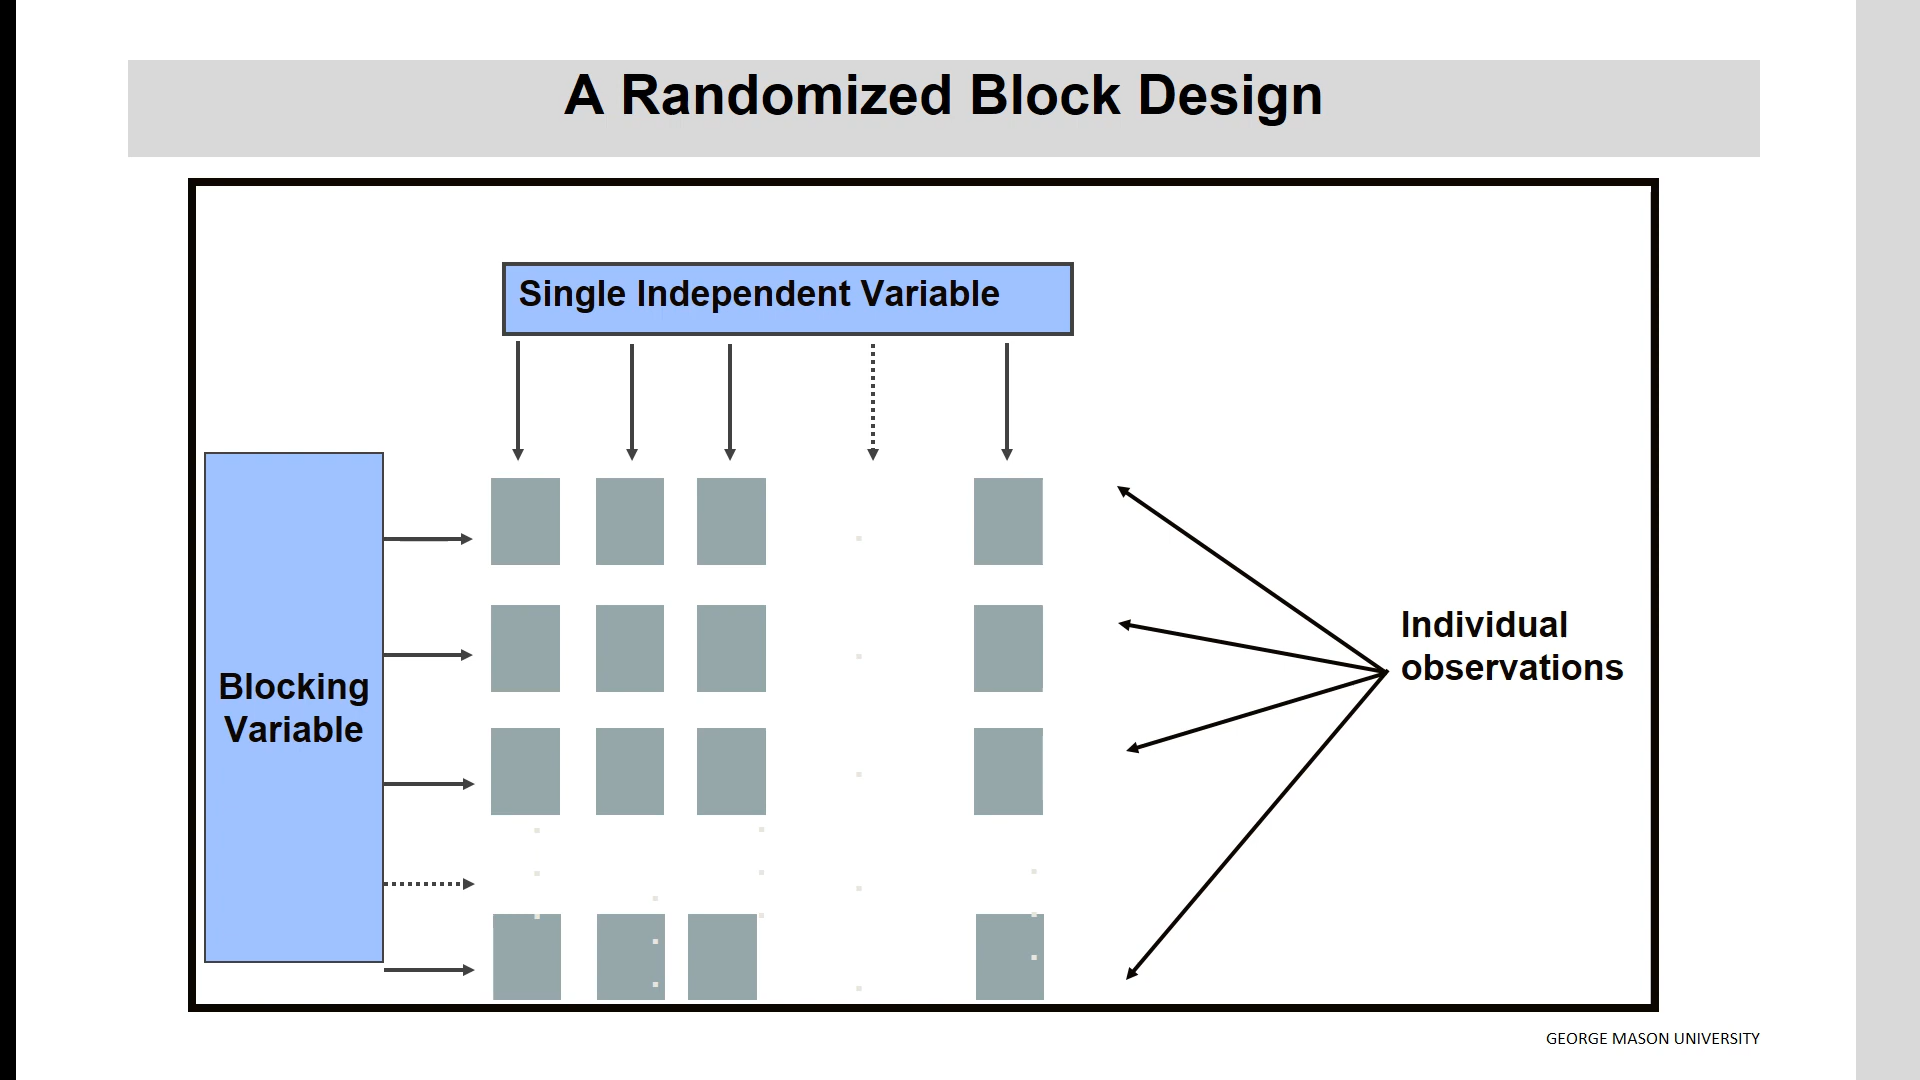 A Randomized Block Design
Single Independent Variable
Blocking
Variable
Individual
observations
GEORGE MASON UNIVERSITY